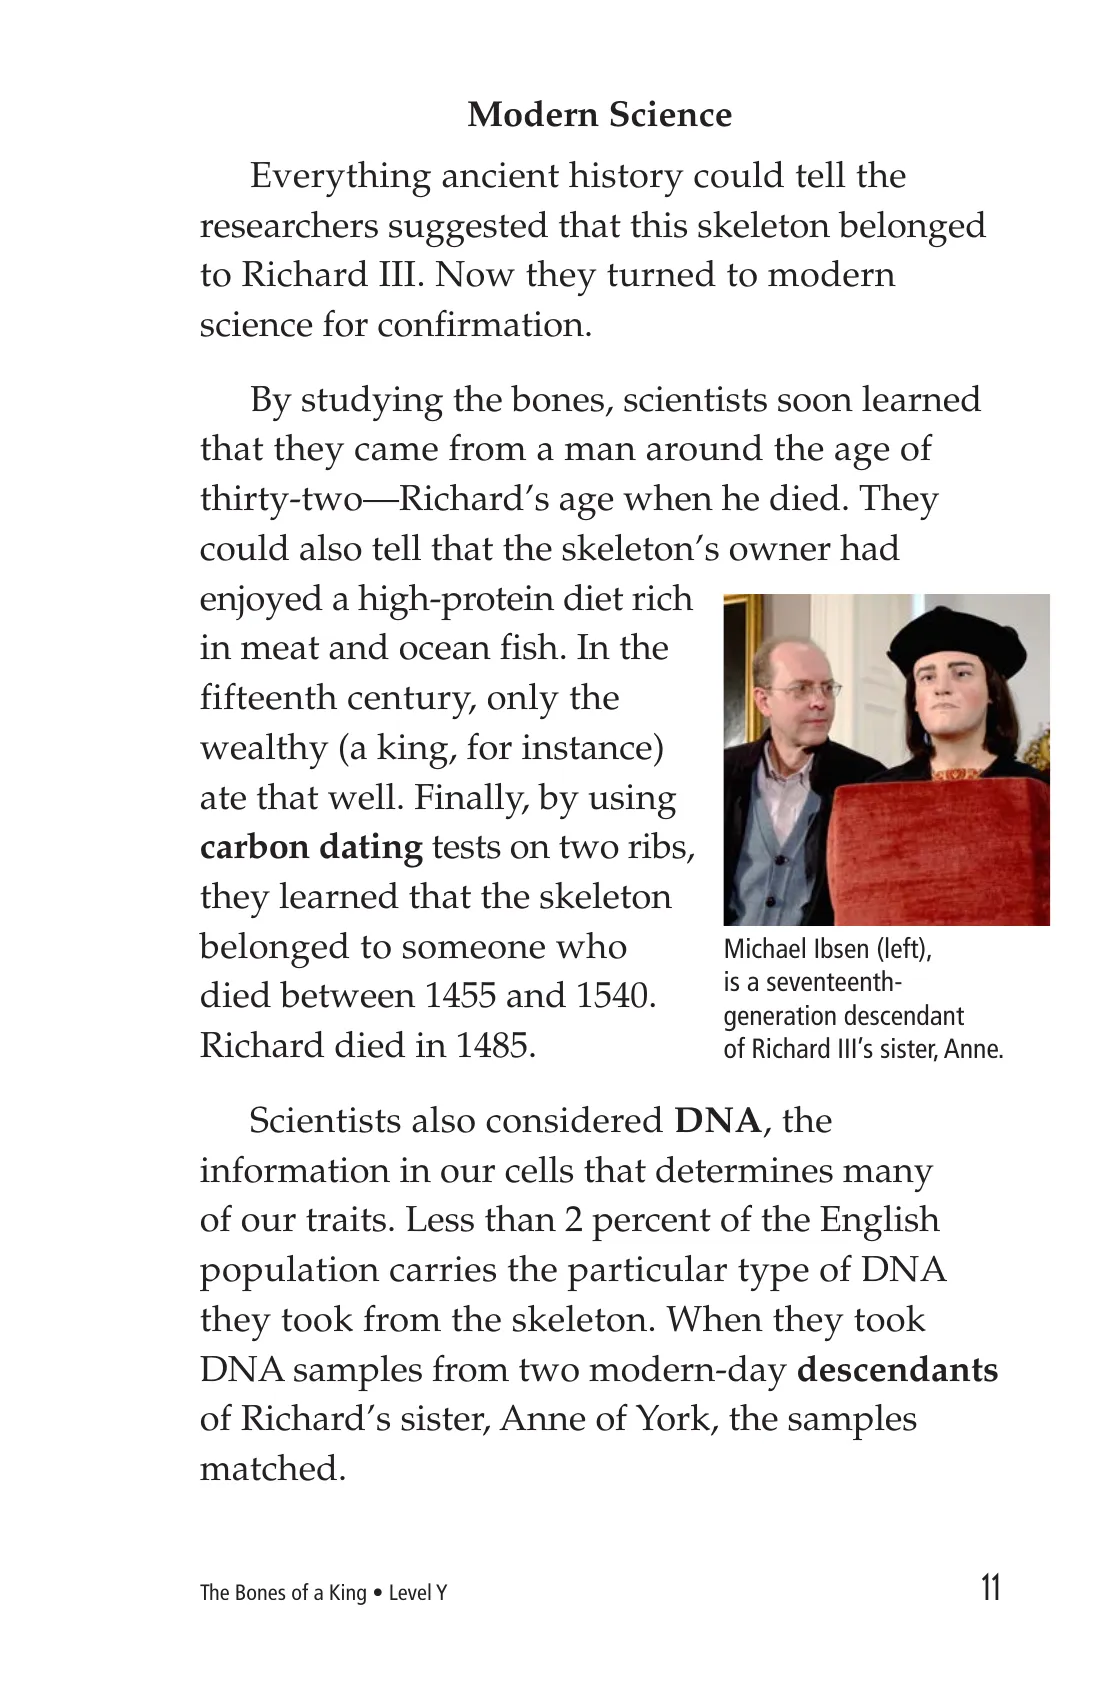 Modern Science
Everything ancient history could tell the
researchers suggested that this skeleton belonged
to Richard III. Now they turned to modern
science for confirmation.
By studying the bones, scientists soon learned
that they came from a man around the age of
thirty-two—Richard’s age when he died. They
could also tell that the skeleton’s owner had
enjoyed a high-protein diet rich
in meat and ocean fish. In the
fifteenth century, only the
wealthy (a king, for instance)
ate that well. Finally, by using
carbon dating tests on two ribs,
they learned that the skeleton
belonged to someone who
died between 1455 and 1540.
Richard died in 1485.
Michael Ibsen (left),
is a seventeenth-
generation descendant
of Richard III’s sister, Anne.
Scientists also considered DNA, the
information in our cells that determines many
of our traits. Less than 2 percent of the English
population carries the particular type of DNA
they took from the skeleton. When they took
DNA samples from two modern-day descendants
of Richard’s sister, Anne of York, the samples
matched.
The Bones of a King • Level Y
11